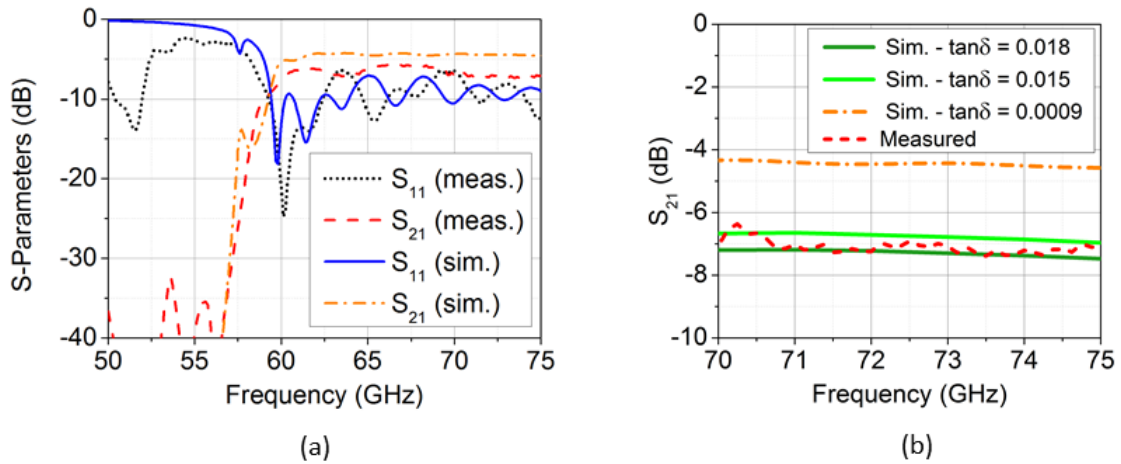 S-Parameters (dB)
0
-10
-20
-30
-40
50 55 60 65 70 75
Frequency (GHz)
S11 (meas.)
S21 (meas.)
S11 (sim.)
S21 (sim.)
(a)
S21 (dB)
0
-2
-4
-6
-8
-10
70 71 72 73 74 75
Frequency (GHz)
Sim. - tanδ = 0.018
Sim. - tanδ = 0.015
Sim. - tanδ = 0.0009
Measured
(b)